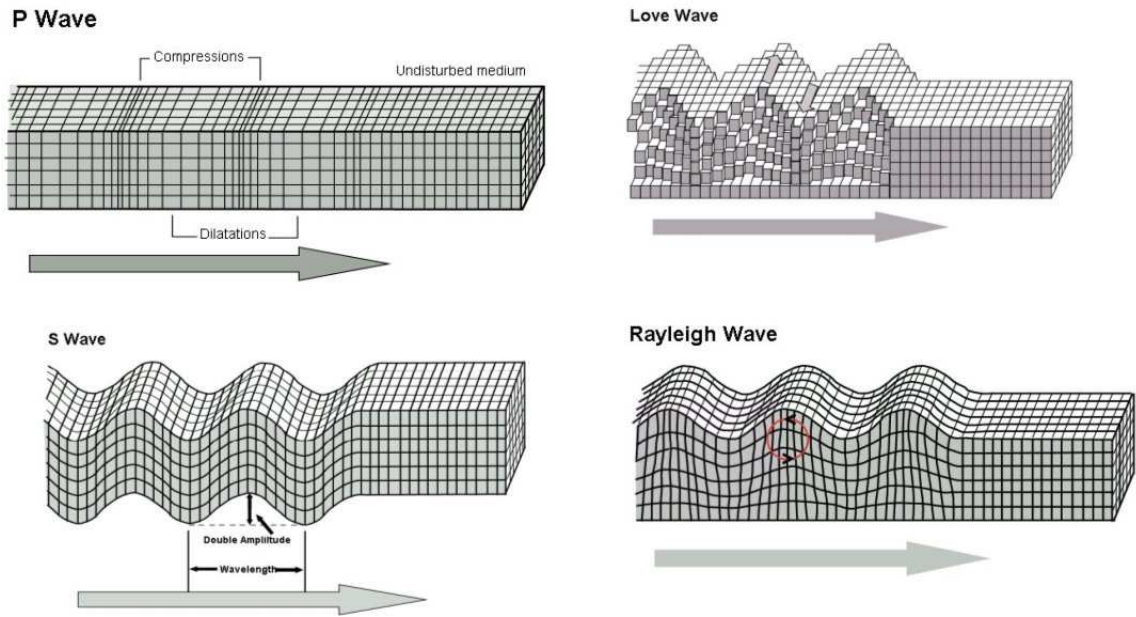 P Wave
Compressions
Undisturbed medium
Dilatations
Love Wave
S Wave
Double Amplitude
Wavelength
Rayleigh Wave